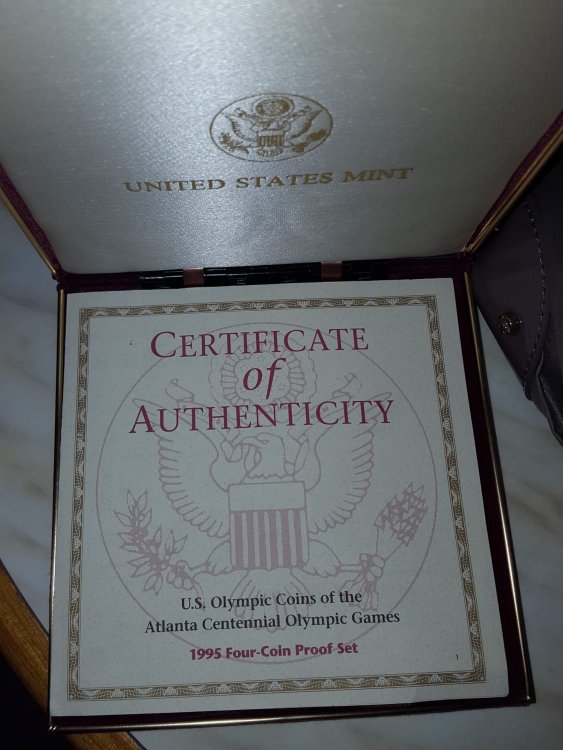 UNITED STATES MINT
CERTIFICATE
of
AUTHENTICITY
U.S. Olympic Coins of the
Atlanta Centennial Olympic Games
1995 Four-Coin Proof Set
1